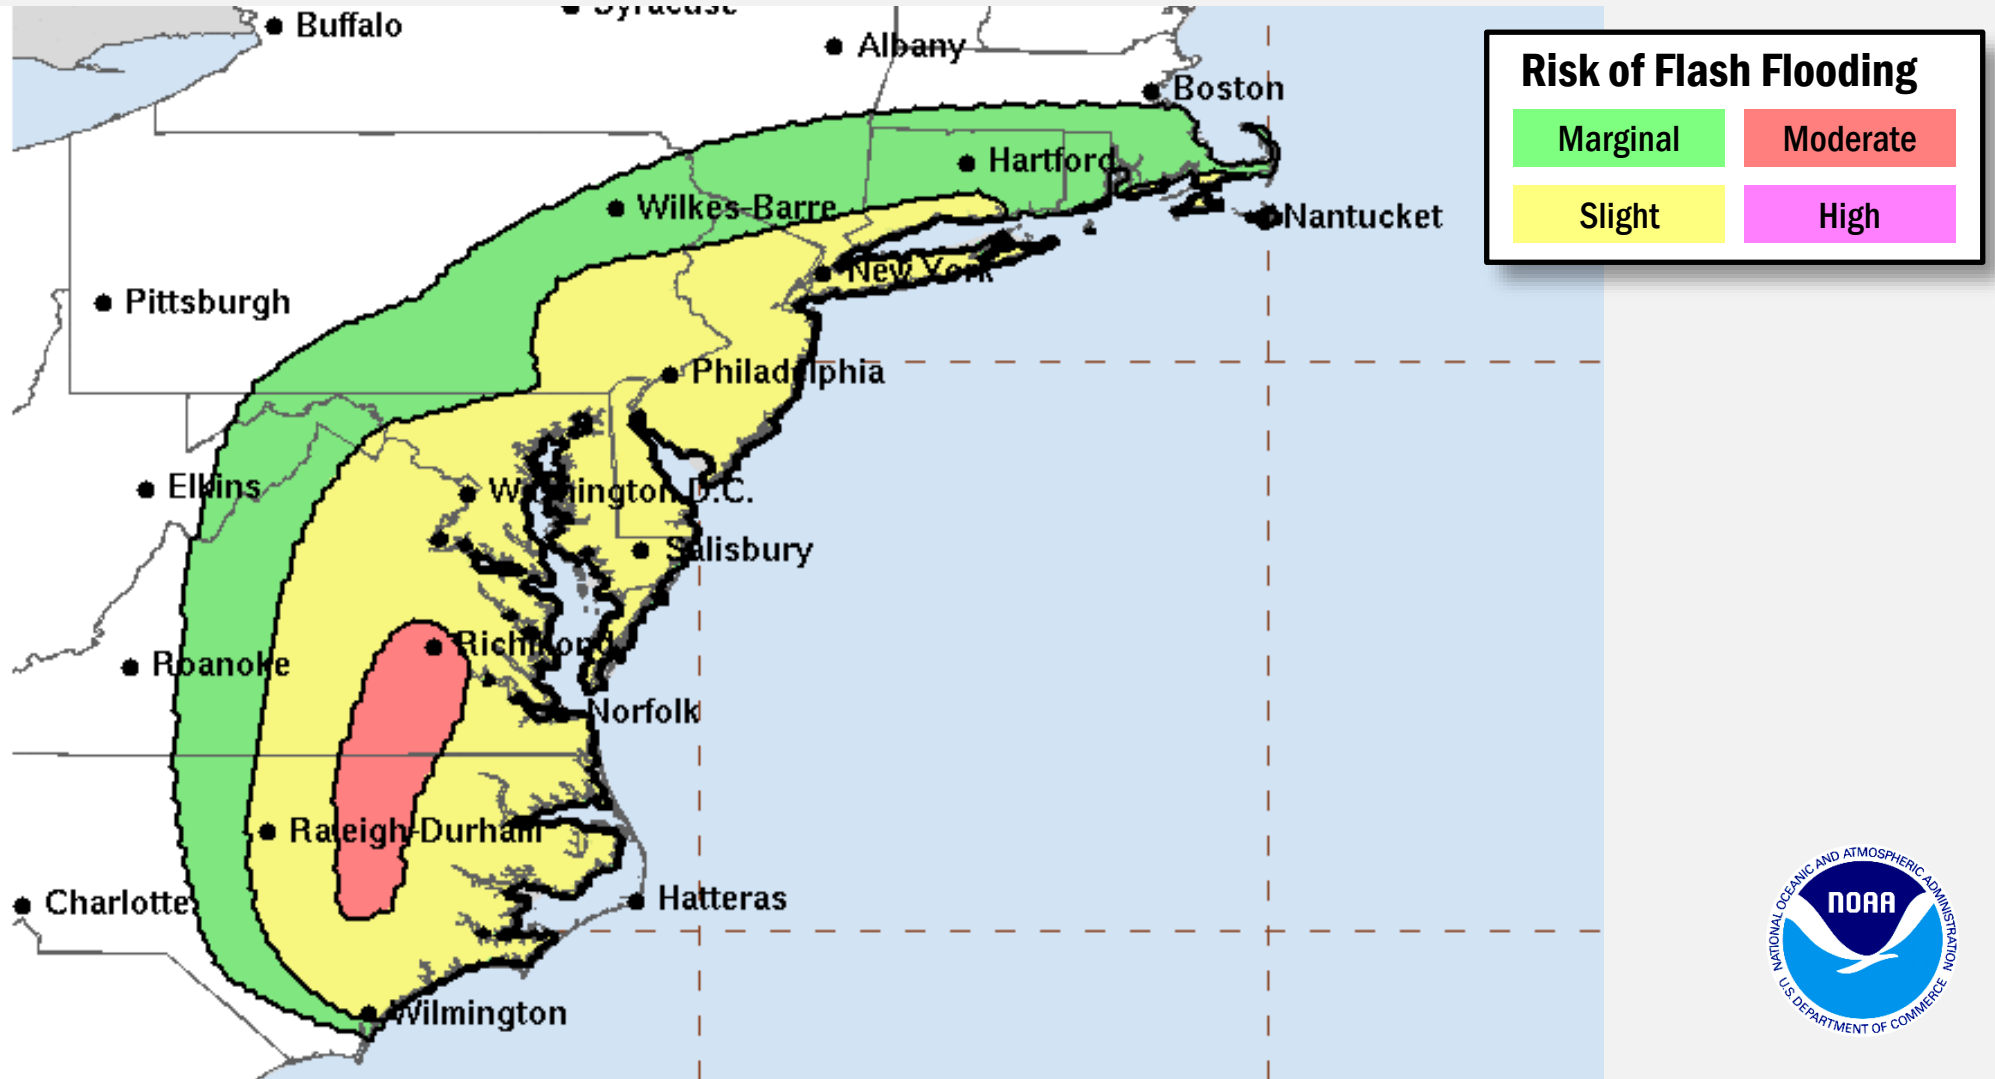 Syracuse
Buffalo
Albany
Boston
Risk of Flash Flooding
Marginal
Moderate
Slight
High
Hartford
Wilkes-Barre
Nantucket
New York
Pittsburgh
Philadelphia
Elkins
Washington D.C.
Salisbury
Richmond
Roanoke
Norfolk
Raleigh-Durham
Charlotte
Hatteras
Wilmington
NATIONAL OCEANIC AND ATMOSPHERIC ADMINISTRATION
NOAA
U.S. DEPARTMENT OF COMMERCE